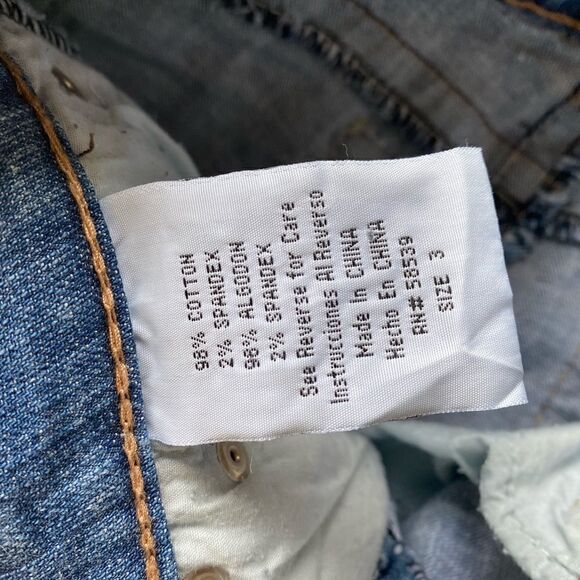 98% COTTON
2% SPANDEX
98% ALGODON
2% SPANDEX
See Reverse for Care
Instrucciones Al Reverso
Made In CHINA
Hecho En CHINA
RN# 58539
SIZE 3